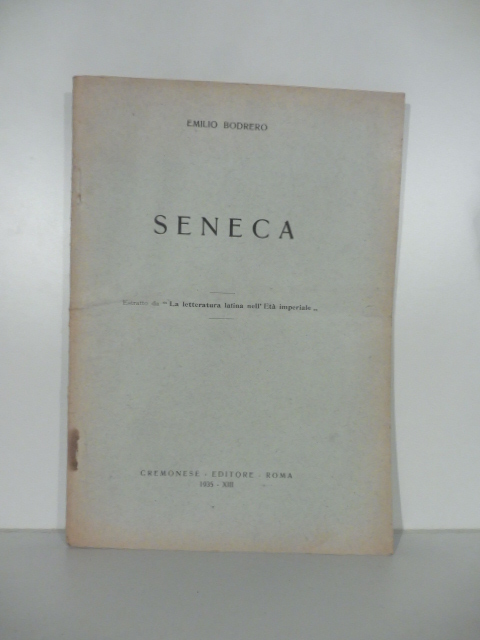 EMILIO BODRERO
SENECA
Estratto da "La letteratura latina nell'Età imperiale„
CREMONESE - EDITORE - ROMA
1935 - XIII